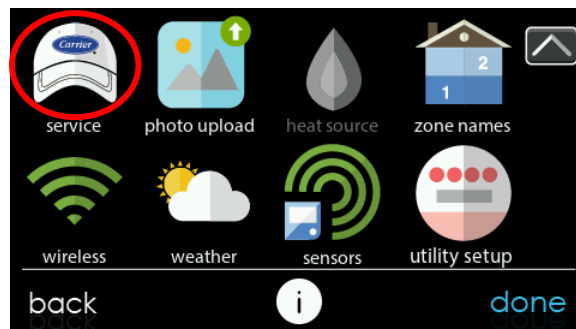 Carrier
service photo upload heat source zone names
2
1
wireless weather sensors utility setup
back i done